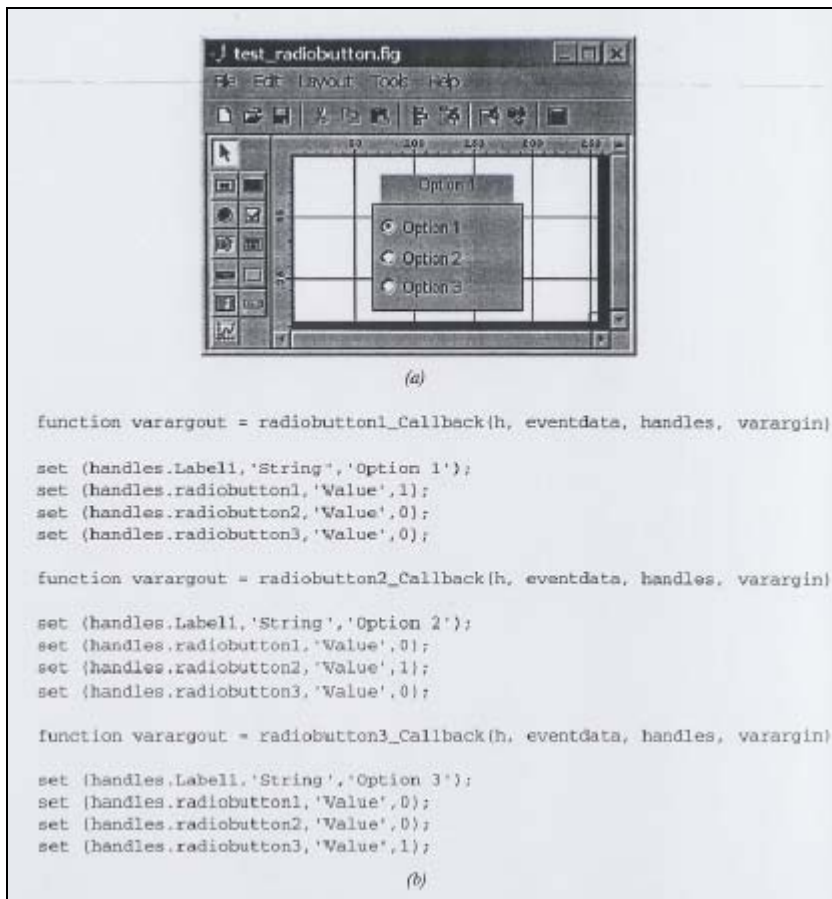 test_radiobutton.fig
File Edit Layout Tools Help
50 100 150 200 250
Option 1
Option 1
Option 2
Option 3
(a)
function varargout = radiobutton1_Callback(h, eventdata, handles, varargin)
set (handles.Label1,'String','Option 1');
set (handles.radiobutton1,'Value',1);
set (handles.radiobutton2,'Value',0);
set (handles.radiobutton3,'Value',0);
function varargout = radiobutton2_Callback(h, eventdata, handles, varargin)
set (handles.Label1,'String','Option 2');
set (handles.radiobutton1,'Value',0);
set (handles.radiobutton2,'Value',1);
set (handles.radiobutton3,'Value',0);
function varargout = radiobutton3_Callback(h, eventdata, handles, varargin)
set (handles.Label1,'String','Option 3');
set (handles.radiobutton1,'Value',0);
set (handles.radiobutton2,'Value',0);
set (handles.radiobutton3,'Value',1);
(b)